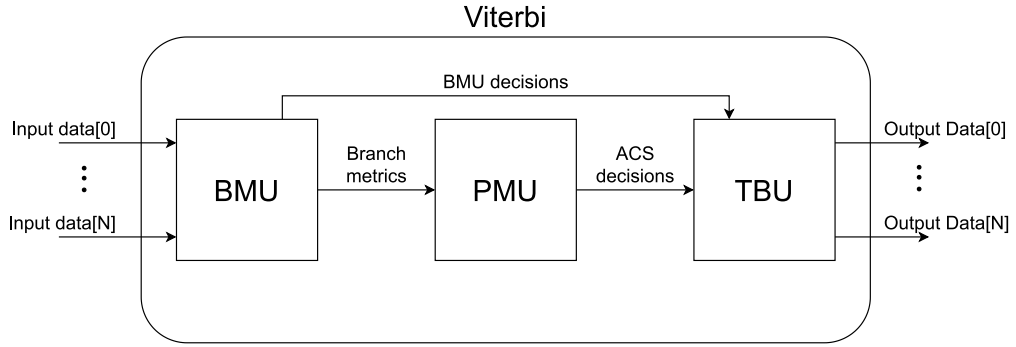 Viterbi
BMU decisions
Input data[0]
Output Data[0]
Branch
metrics
ACS
decisions
BMU
PMU
TBU
Input data[N]
Output Data[N]